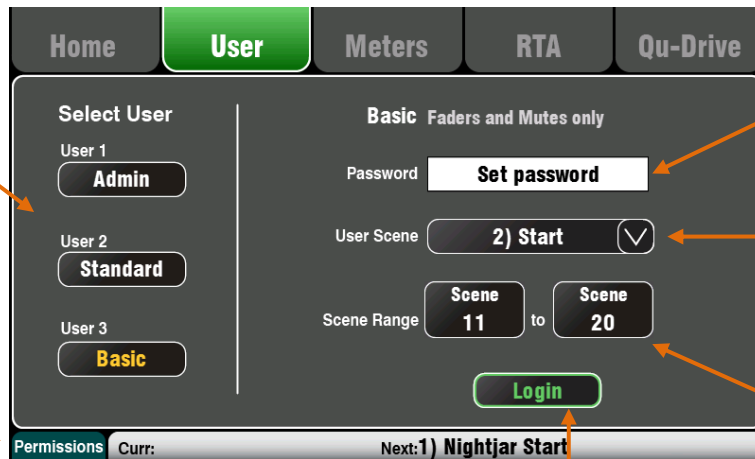 Home User Meters RTA Qu-Drive
Select User
User 1
Admin
User 2
Standard
User 3
Basic
Basic Faders and Mutes only
Password Set password
User Scene 2) Start
Scene Range Scene 11 to Scene 20
Login
Permissions Curr: Next:1) Nightjar Start